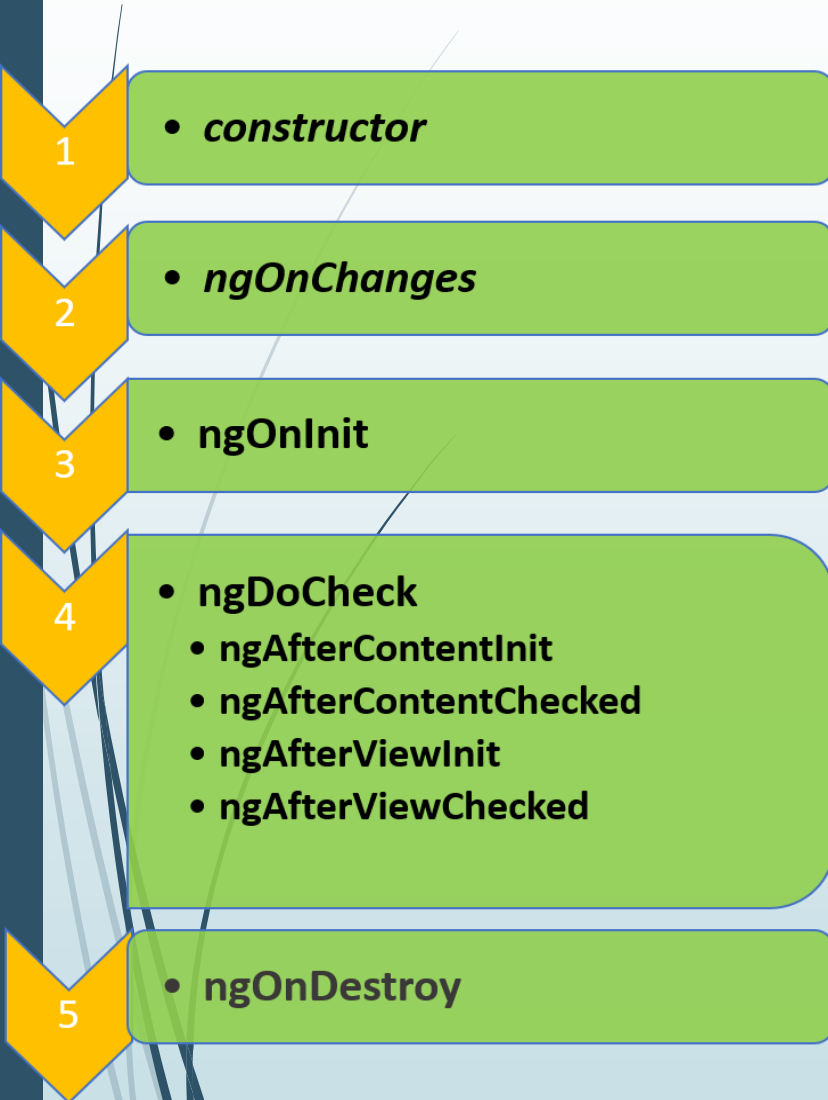 1
• constructor
2
• ngOnChanges
3
• ngOnInit
4
• ngDoCheck
• ngAfterContentInit
• ngAfterContentChecked
• ngAfterViewInit
• ngAfterViewChecked
5
• ngOnDestroy